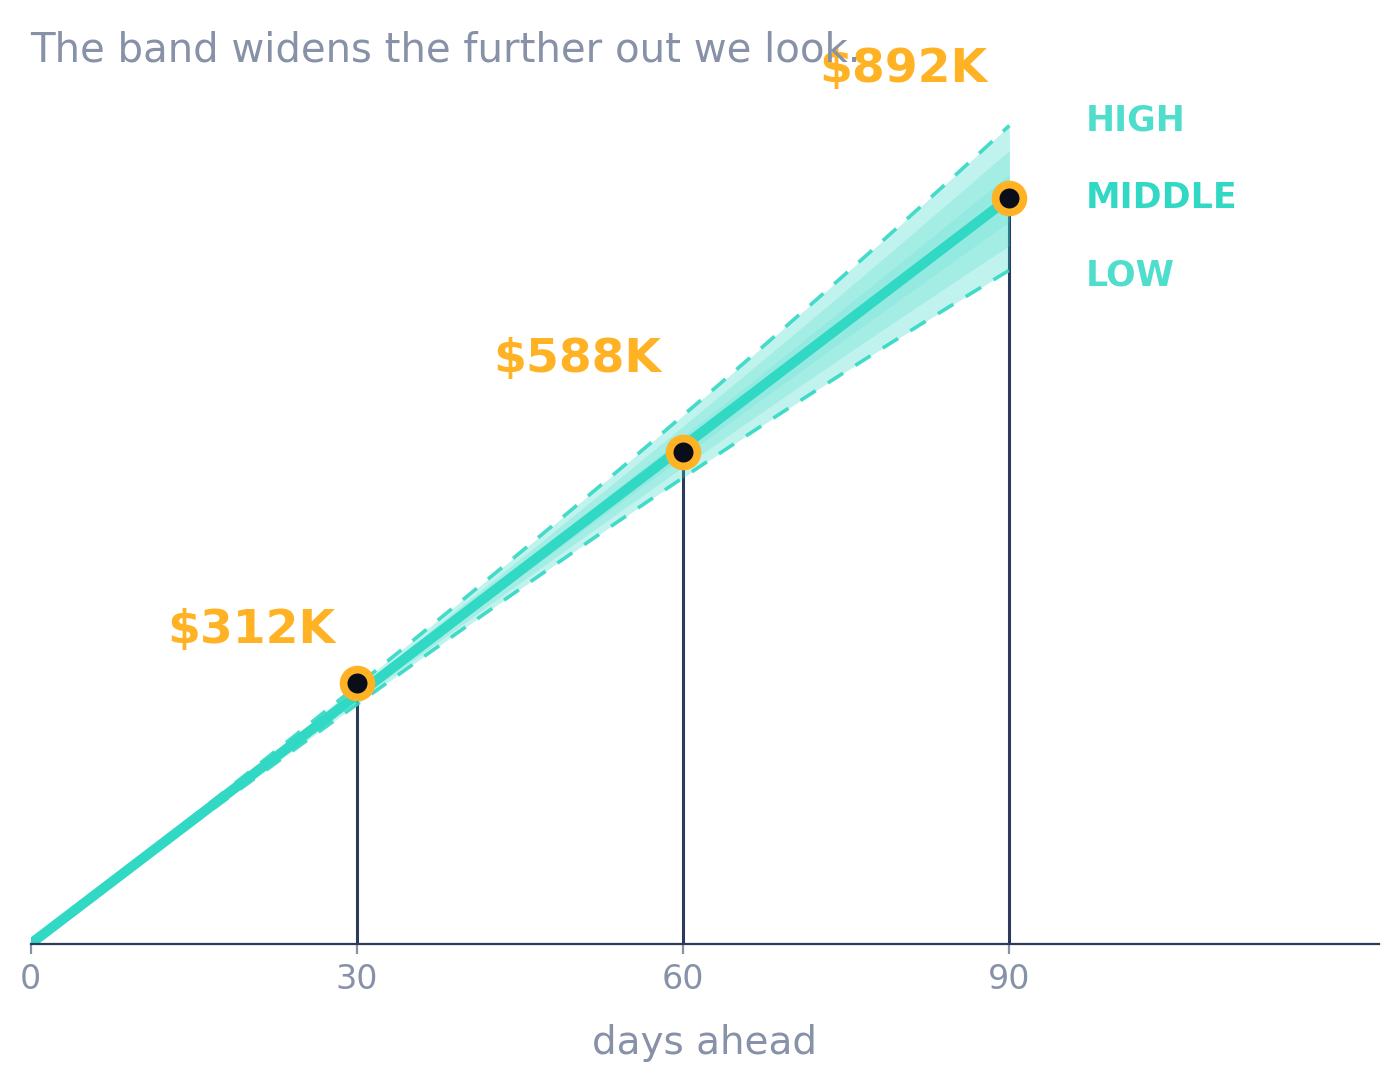 The band widens the further out we look.
$892K
HIGH
MIDDLE
LOW
$588K
$312K
0 30 60 90
days ahead